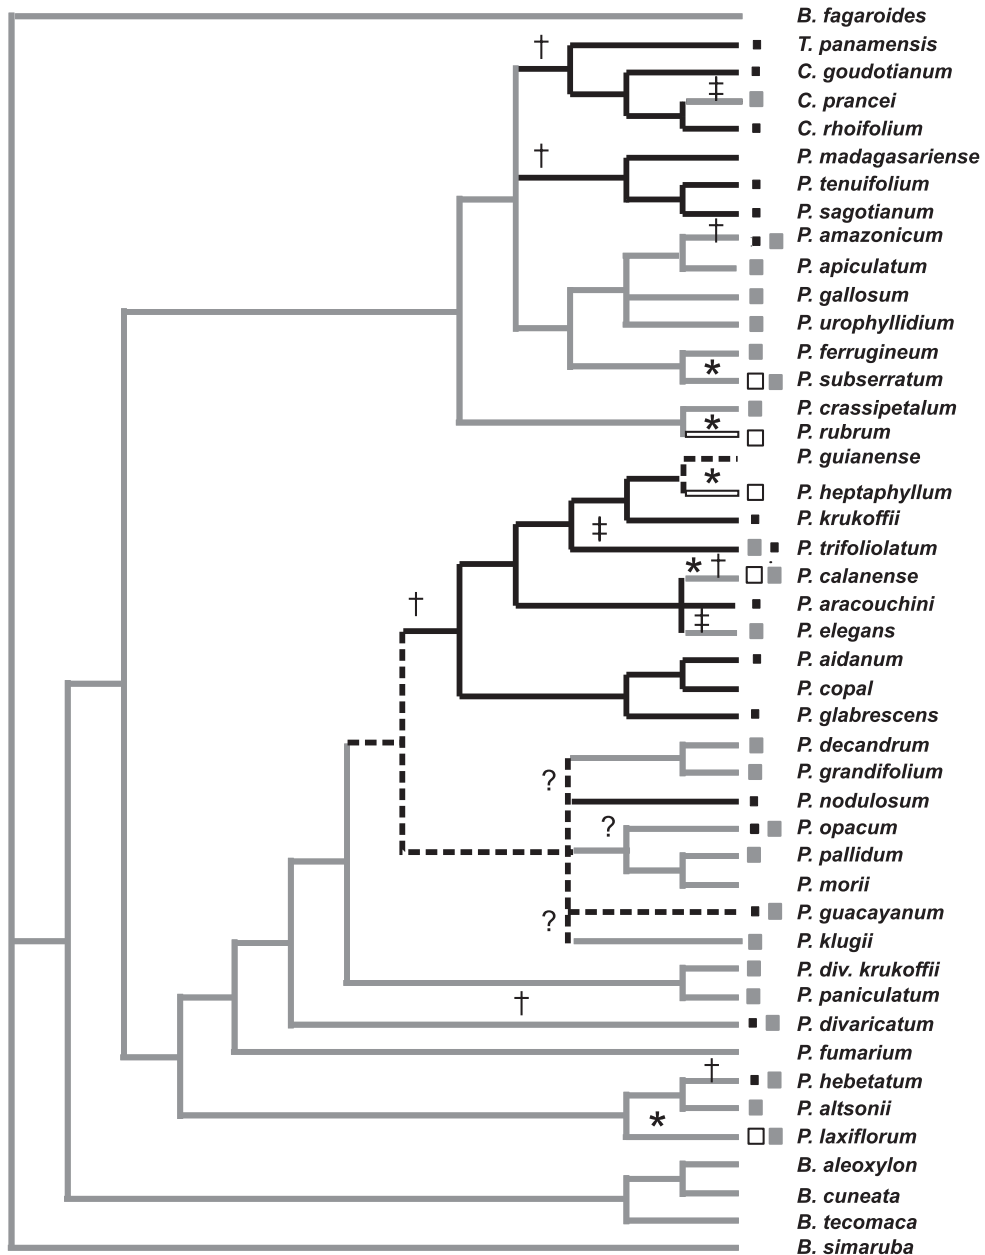 B. fagaroides
† T. panamensis
C. goudotianum
‡ C. prancei
C. rhoifolium
† P. madagasariense
P. tenuifolium
P. sagotianum
† P. amazonicum
P. apiculatum
P. gallosum
P. urophyllidium
P. ferrugineum
* P. subserratum
P. crassipetalum
* P. rubrum
P. guianense
* P. heptaphyllum
P. krukoffii
‡ P. trifoliolatum
* † P. calanense
† P. aracouchini
‡ P. elegans
P. aidanum
P. copal
P. glabrescens
P. decandrum
? P. grandifolium
P. nodulosum
? P. opacum
P. pallidum
P. morii
? P. guacayanum
P. klugii
P. div. krukoffii
† P. paniculatum
P. divaricatum
P. fumarium
† P. hebetatum
P. altsonii
* P. laxiflorum
B. aleoxylon
B. cuneata
B. tecomaca
B. simaruba